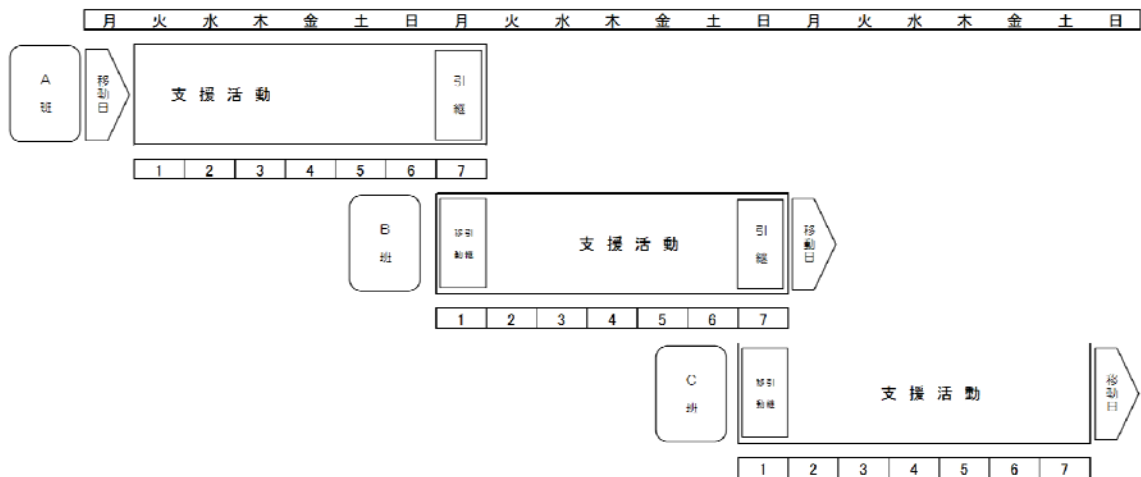 月 火 水 木 金 土 日 月 火 水 木 金 土 日 月 火 水 木 金 土 日
A班
移動日
支援活動
引継
1 2 3 4 5 6 7
B班
移動 引継
支援活動
引継
移動日
1 2 3 4 5 6 7
C班
移動 引継
支援活動
移動日
1 2 3 4 5 6 7